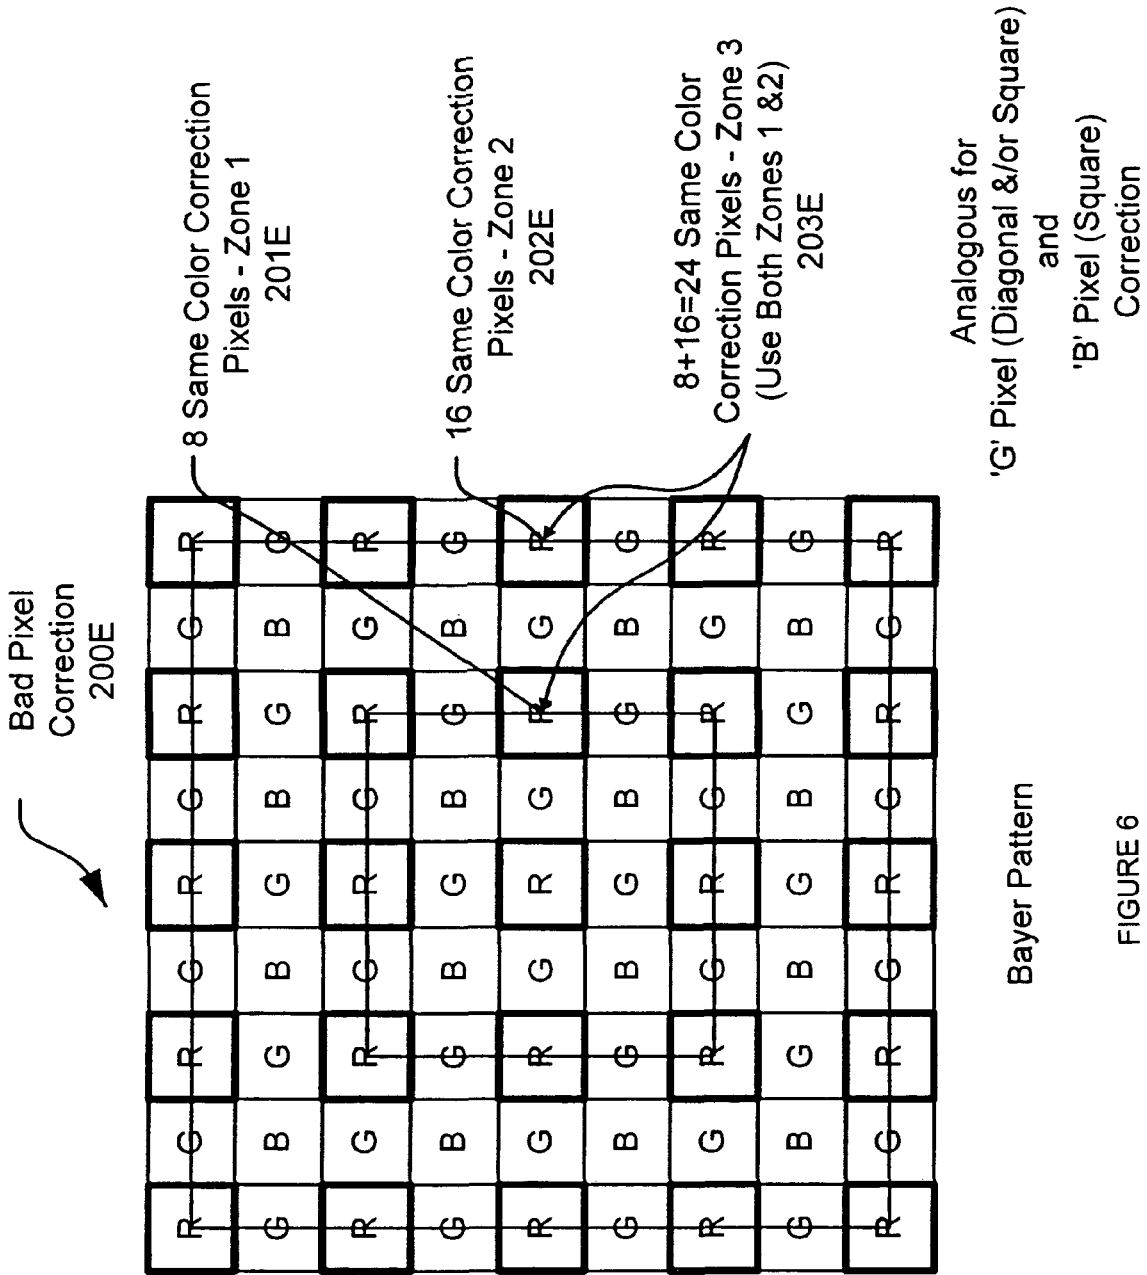 Bad Pixel
Correction
200E
R G R G R G R G R
G B G B G B G B G
R G R G R G R G R
G B G B G B G B G
R G R G R G R G R
G B G B G B G B G
R G R G R G R G R
G B G B G B G B G
R G R G R G R G R
8 Same Color Correction
Pixels - Zone 1
201E
16 Same Color Correction
Pixels - Zone 2
202E
8+16=24 Same Color
Correction Pixels - Zone 3
(Use Both Zones 1 &2)
203E
Analogous for
'G' Pixel (Diagonal &/or Square)
and
'B' Pixel (Square)
Correction
Bayer Pattern
FIGURE 6